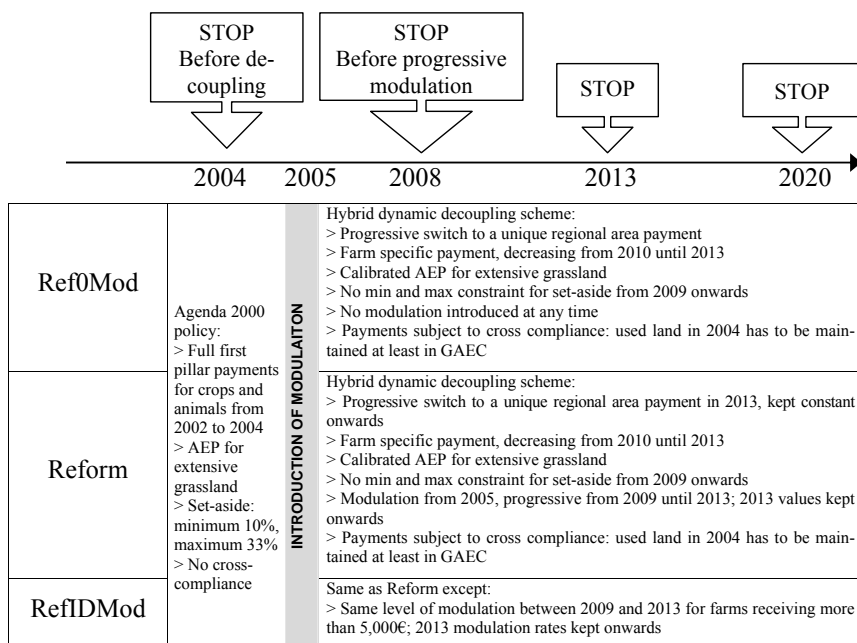 STOP
Before de-
coupling
STOP
Before progressive
modulation
STOP
STOP
2004
2005
2008
2013
2020
Ref0Mod
Agenda 2000
policy:
> Full first
pillar payments
for crops and
animals from
2002 to 2004
> AEP for
extensive
grassland
> Set-aside:
minimum 10%,
maximum 33%
> No cross-
compliance
INTRODUCTION OF MODULAITON
Hybrid dynamic decoupling scheme:
> Progressive switch to a unique regional area payment
> Farm specific payment, decreasing from 2010 until 2013
> Calibrated AEP for extensive grassland
> No min and max constraint for set-aside from 2009 onwards
> No modulation introduced at any time
> Payments subject to cross compliance: used land in 2004 has to be main-
tained at least in GAEC
Reform
Hybrid dynamic decoupling scheme:
> Progressive switch to a unique regional area payment in 2013, kept constant
onwards
> Farm specific payment, decreasing from 2010 until 2013
> Calibrated AEP for extensive grassland
> No min and max constraint for set-aside from 2009 onwards
> Modulation from 2005, progressive from 2009 until 2013; 2013 values kept
onwards
> Payments subject to cross compliance: used land in 2004 has to be main-
tained at least in GAEC
RefIDMod
Same as Reform except:
> Same level of modulation between 2009 and 2013 for farms receiving more
than 5,000€; 2013 modulation rates kept onwards